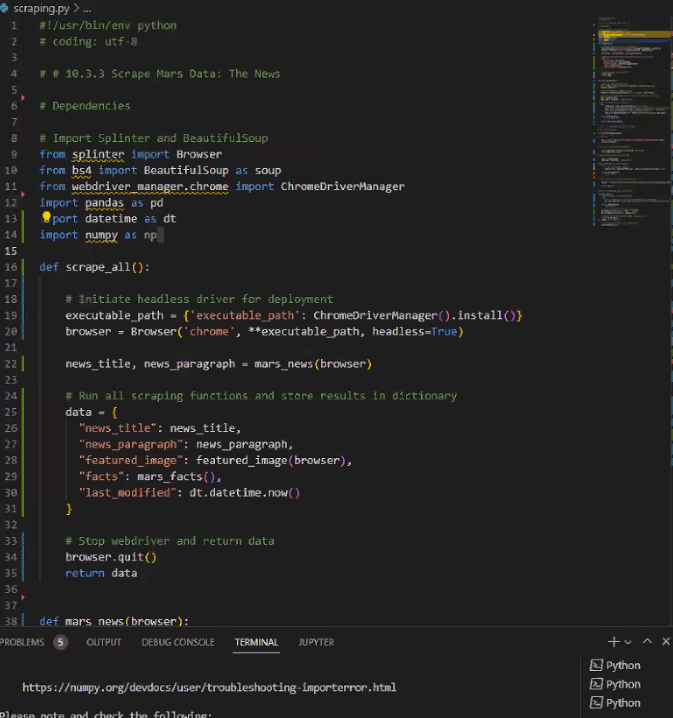 scraping.py > ...
1 #!/usr/bin/env python
2 # coding: utf-8
3
4 # # 10.3.3 Scrape Mars Data: The News
5
6 # Dependencies
7
8 # Import Splinter and BeautifulSoup
9 from splinter import Browser
10 from bs4 import BeautifulSoup as soup
11 from webdriver_manager.chrome import ChromeDriverManager
12 import pandas as pd
13 port datetime as dt
14 import numpy as np
15
16 def scrape_all():
17
18 # Initiate headless driver for deployment
19 executable_path = {'executable_path': ChromeDriverManager().install()}
20 browser = Browser('chrome', **executable_path, headless=True)
21
22 news_title, news_paragraph = mars_news(browser)
23
24 # Run all scraping functions and store results in dictionary
25 data = {
26 "news_title": news_title,
27 "news_paragraph": news_paragraph,
28 "featured_image": featured_image(browser),
29 "facts": mars_facts(),
30 "last_modified": dt.datetime.now()
31 }
32
33 # Stop webdriver and return data
34 browser.quit()
35 return data
36
37
38 def mars_news(browser):
PROBLEMS 5 OUTPUT DEBUG CONSOLE TERMINAL JUPYTER
Python
https://numpy.org/devdocs/user/troubleshooting-importerror.html
Python
Python
Please note and check the following: